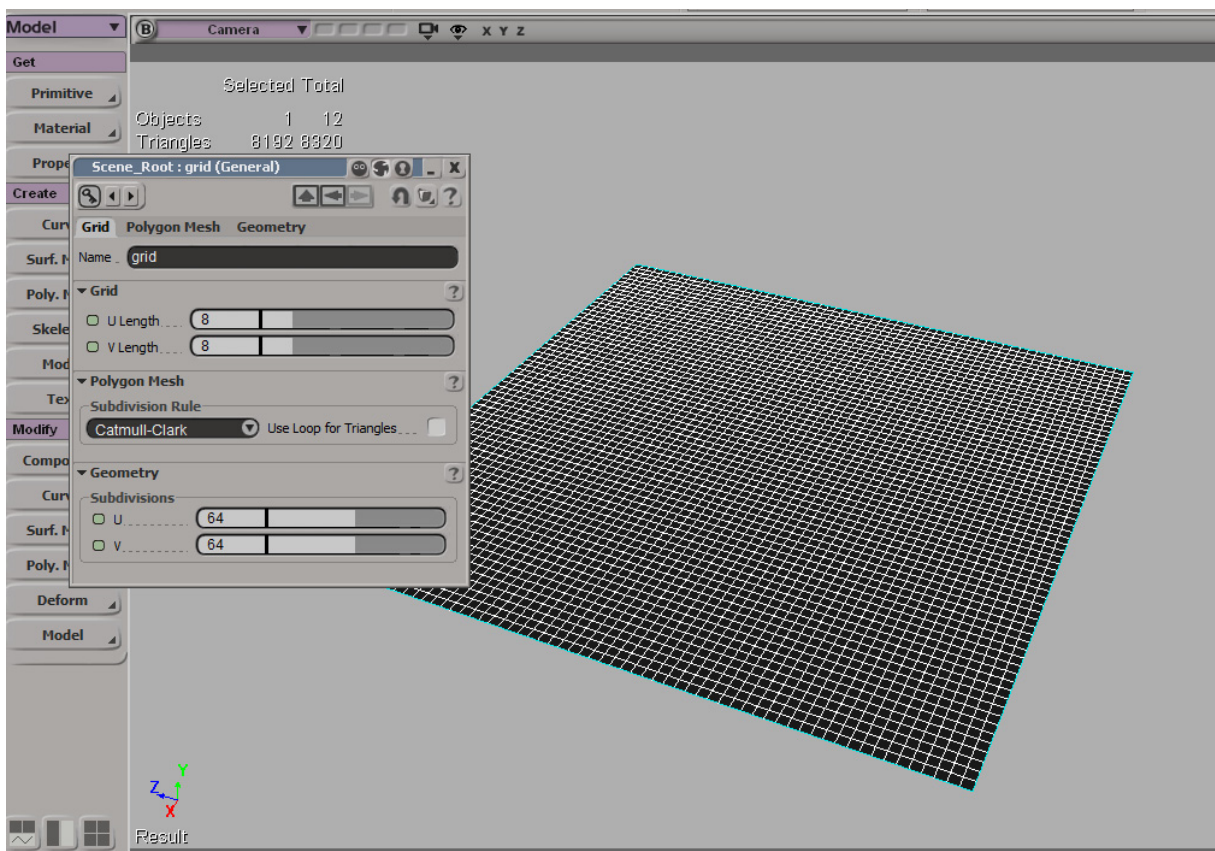 Model
B Camera X Y Z
Get
Primitive
Material
Selected Total
Objects 1 12
Triangles 8192 8320
Scene_Root : grid (General)
Create
Grid Polygon Mesh Geometry
Name grid
Grid ?
U Length 8
V Length 8
Polygon Mesh ?
Subdivision Rule
Catmull-Clark Use Loop for Triangles
Modify
Geometry ?
Subdivisions
U 64
V 64
Surf. M
Poly. M
Deform
Model
Y
Z
X
Result